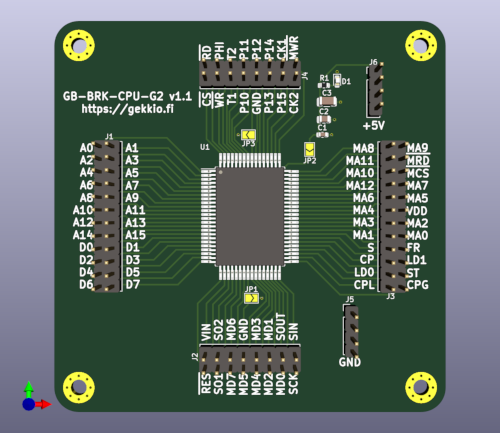 RD PHI T2 P11 P12 P14 CK1 MWR
J4
CS WR T1 P10 GND P13 P15 CK2
J6
R1 D1
C3
C2
C1
+5V
GB-BRK-CPU-G2 v1.1
https://gekkio.fi
JP3
U1
JP2
J1
A0 A1
A2 A3
A4 A5
A6 A7
A8 A9
A10 A11
A12 A13
A14 A15
D0 D1
D2 D3
D4 D5
D6 D7
MA8 MA9
MA11 MRD
MA10 MCS
MA12 MA7
MA6 MA5
MA4 VDD
MA3 MA2
MA1 MA0
S FR
CP LD1
LD0 ST
CPL CPG
J3
JP1
J5
GND
VIN SO2 MD6 GND MD3 MD1 SOUT SIN
J2
RES SO1 MD7 MD5 MD4 MD2 MD0 SCK